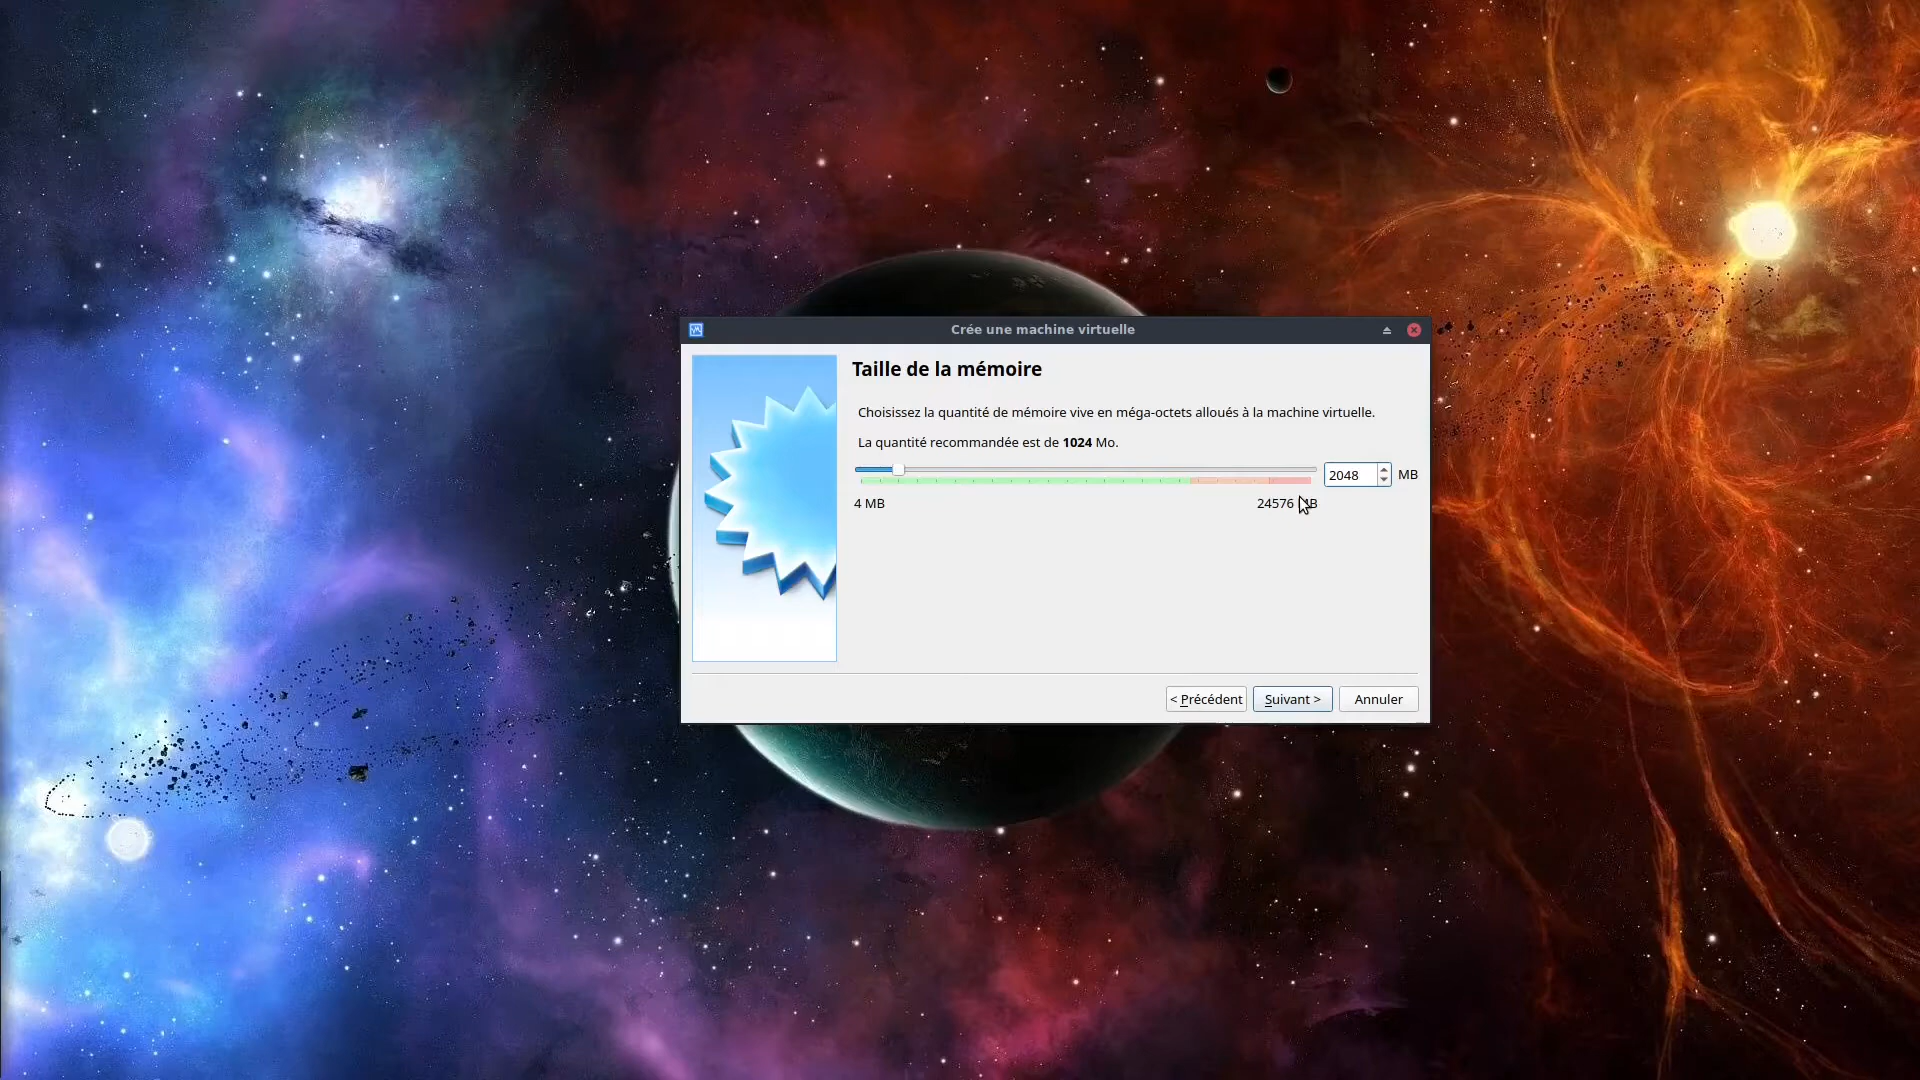 Crée une machine virtuelle
Taille de la mémoire
Choisissez la quantité de mémoire vive en méga-octets alloués à la machine virtuelle.
La quantité recommandée est de 1024 Mo.
2048 MB
4 MB 24576 MB
< Précédent Suivant > Annuler